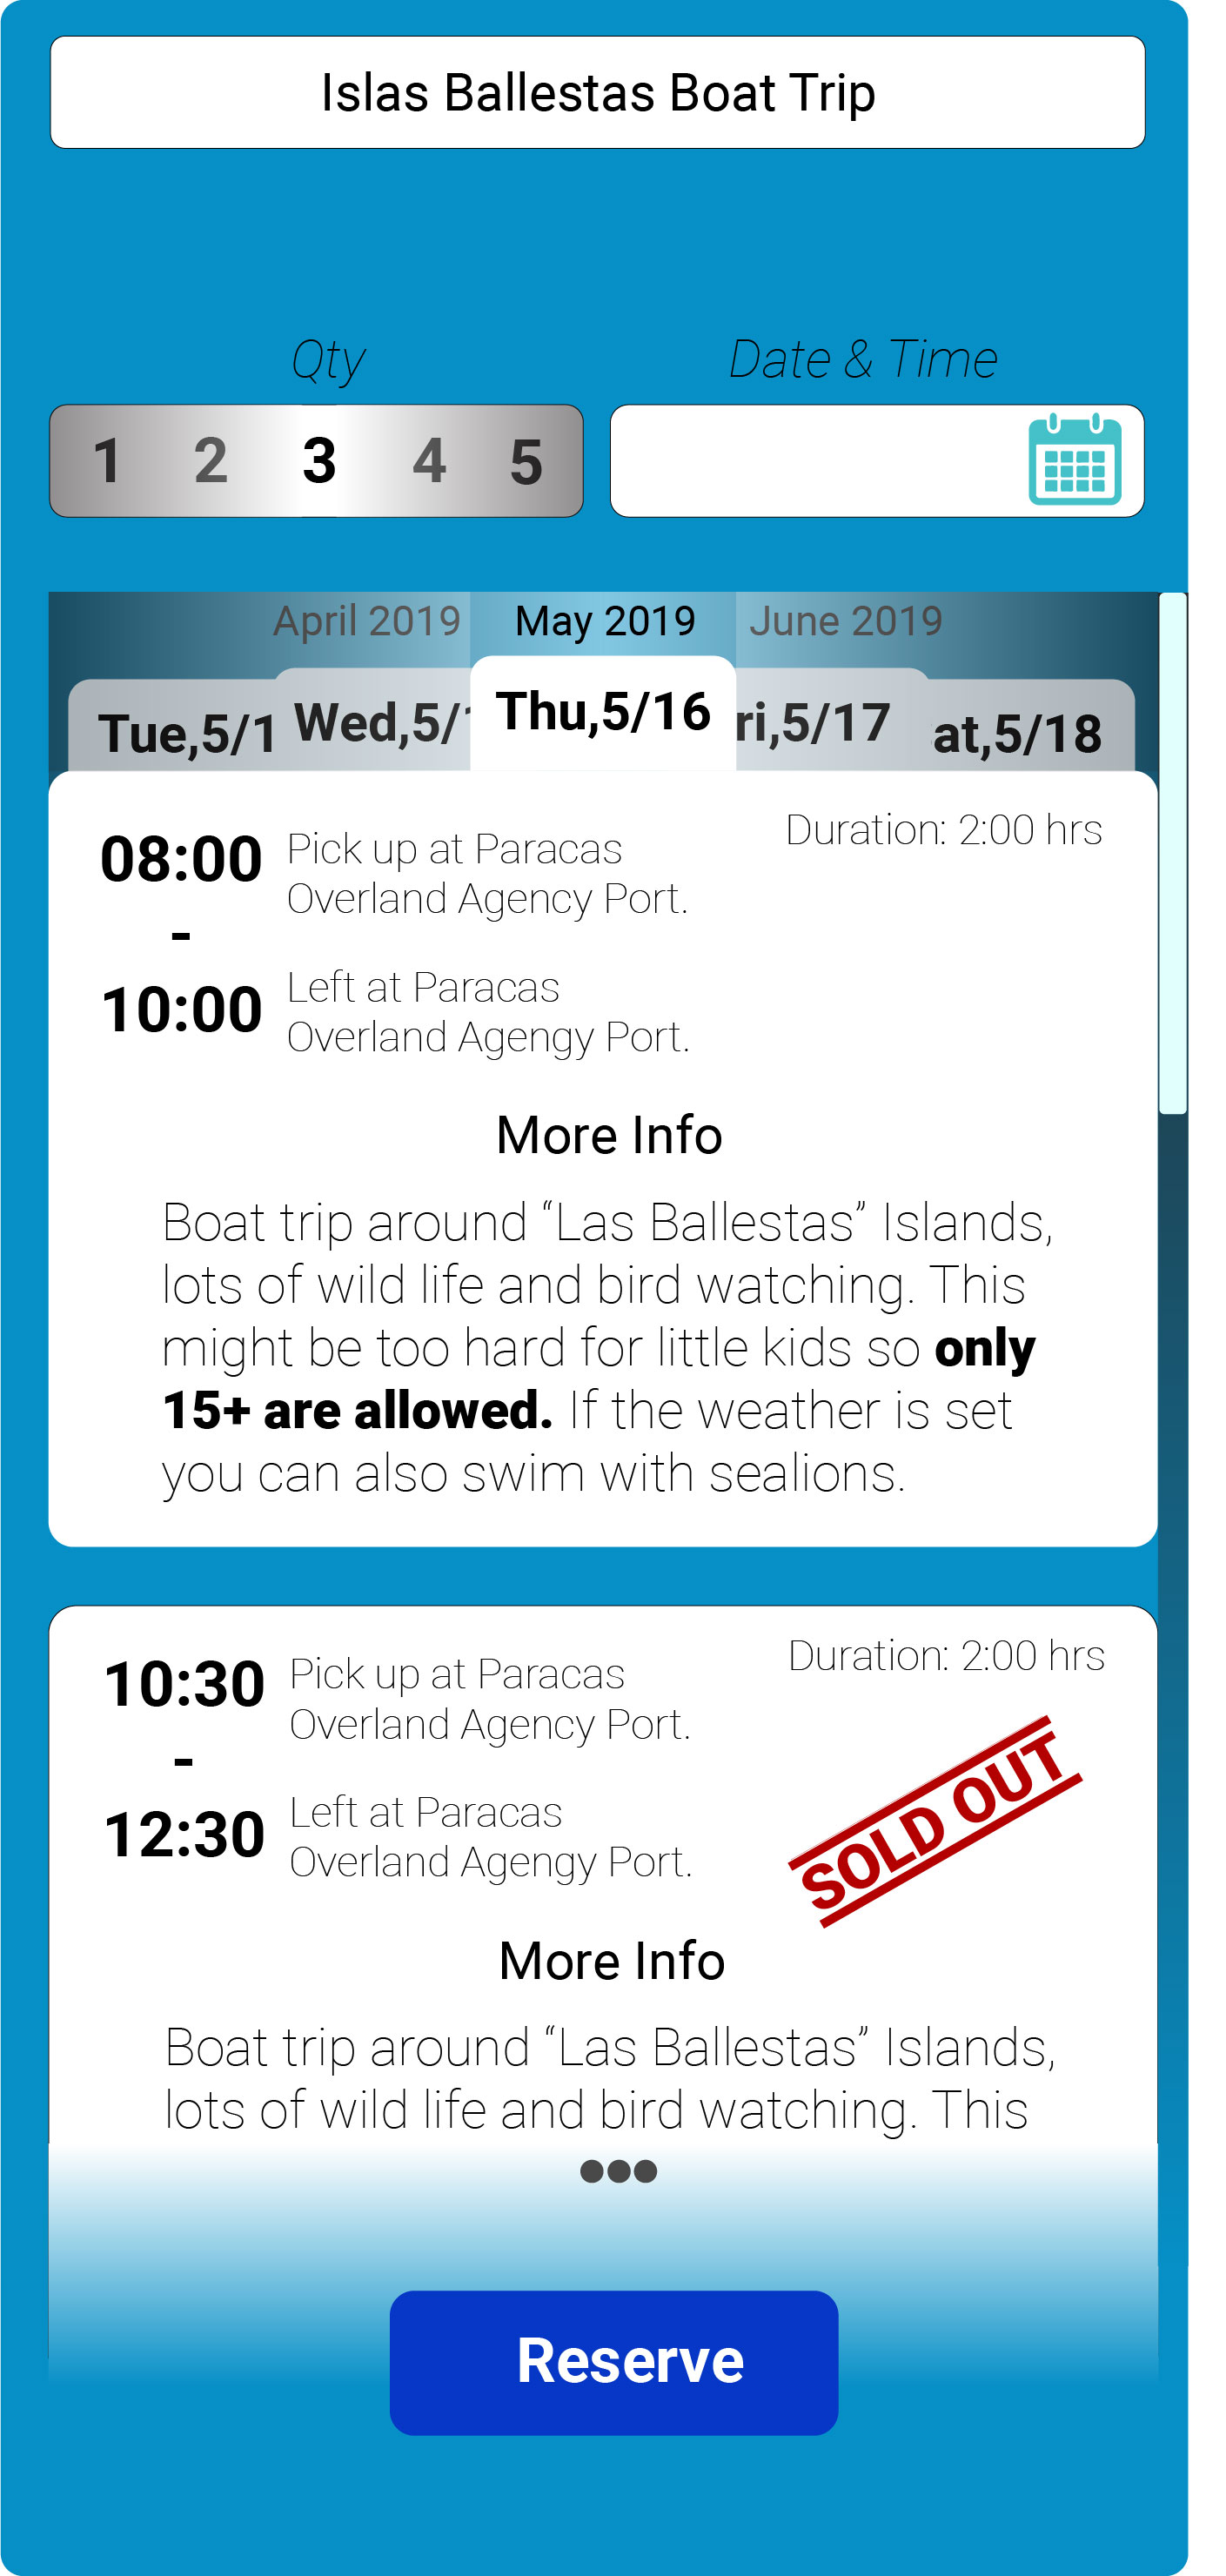 Islas Ballestas Boat Trip
Qty
Date & Time
1 2 3 4 5
April 2019 May 2019 June 2019
Tue,5/1 Wed,5/1 Thu,5/16 ri,5/17 at,5/18
08:00
-
10:00
Pick up at Paracas
Overland Agency Port.
Left at Paracas
Overland Agengy Port.
Duration: 2:00 hrs
More Info
Boat trip around “Las Ballestas” Islands,
lots of wild life and bird watching. This
might be too hard for little kids so only
15+ are allowed. If the weather is set
you can also swim with sealions.
10:30
-
12:30
Pick up at Paracas
Overland Agency Port.
Left at Paracas
Overland Agengy Port.
Duration: 2:00 hrs
SOLD OUT
More Info
Boat trip around “Las Ballestas” Islands,
lots of wild life and bird watching. This
Reserve